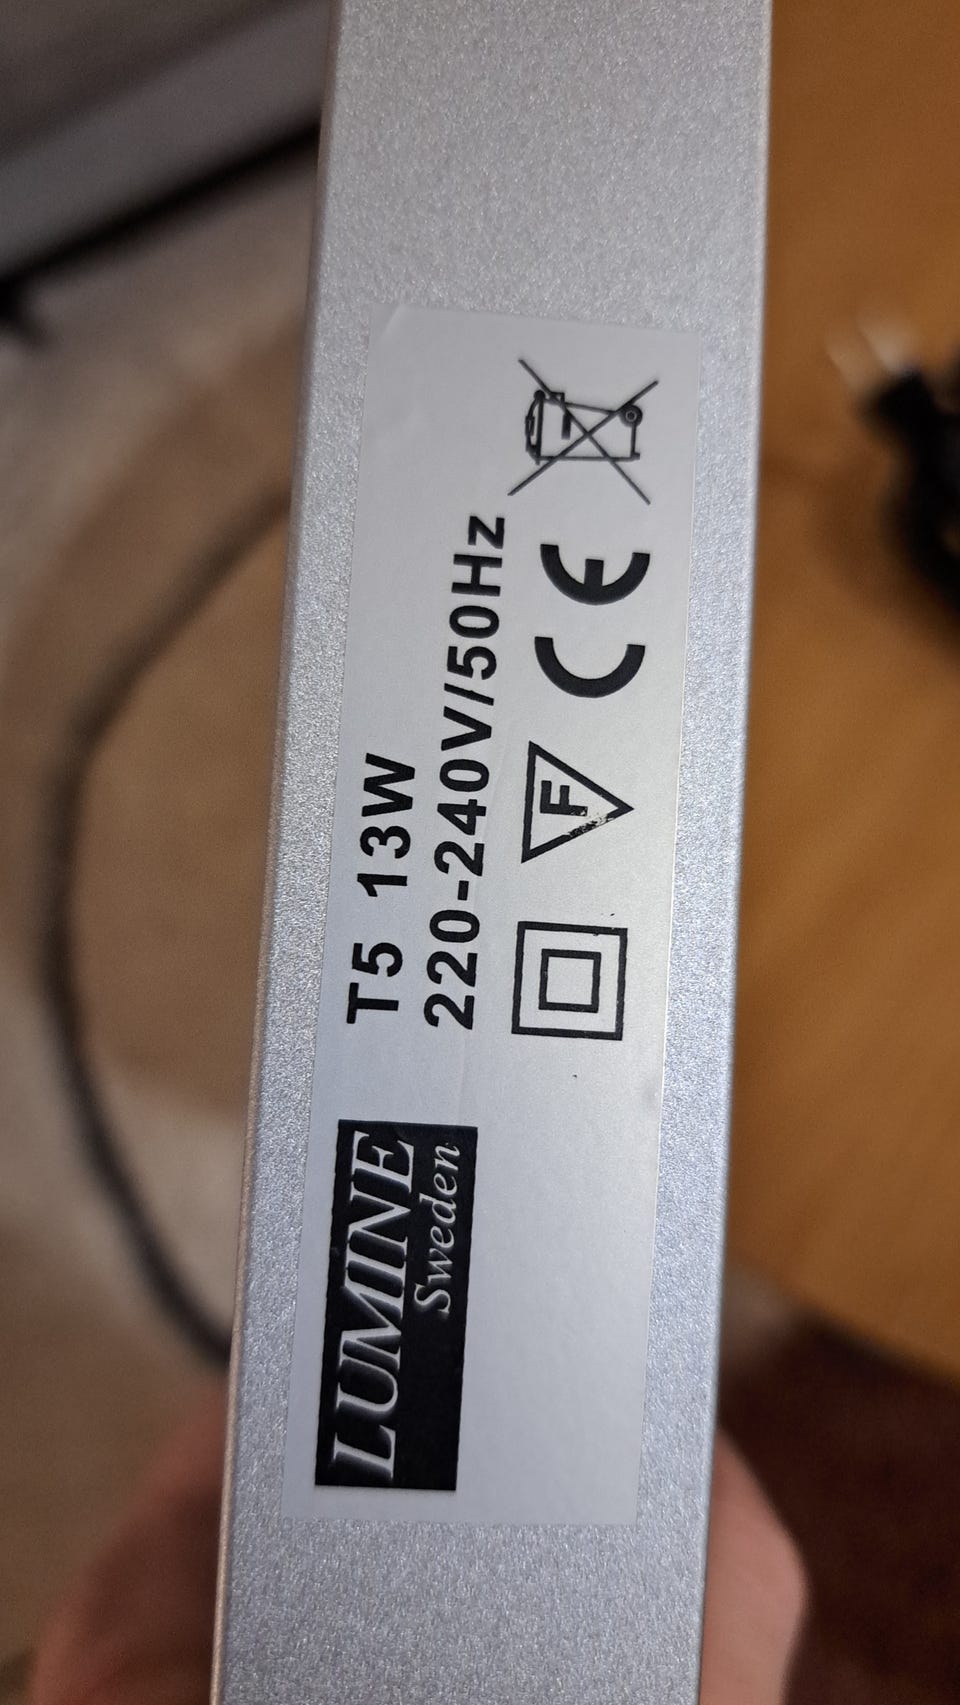 LUMINE
Sweden
T5 13W
220-240V/50Hz
F CE